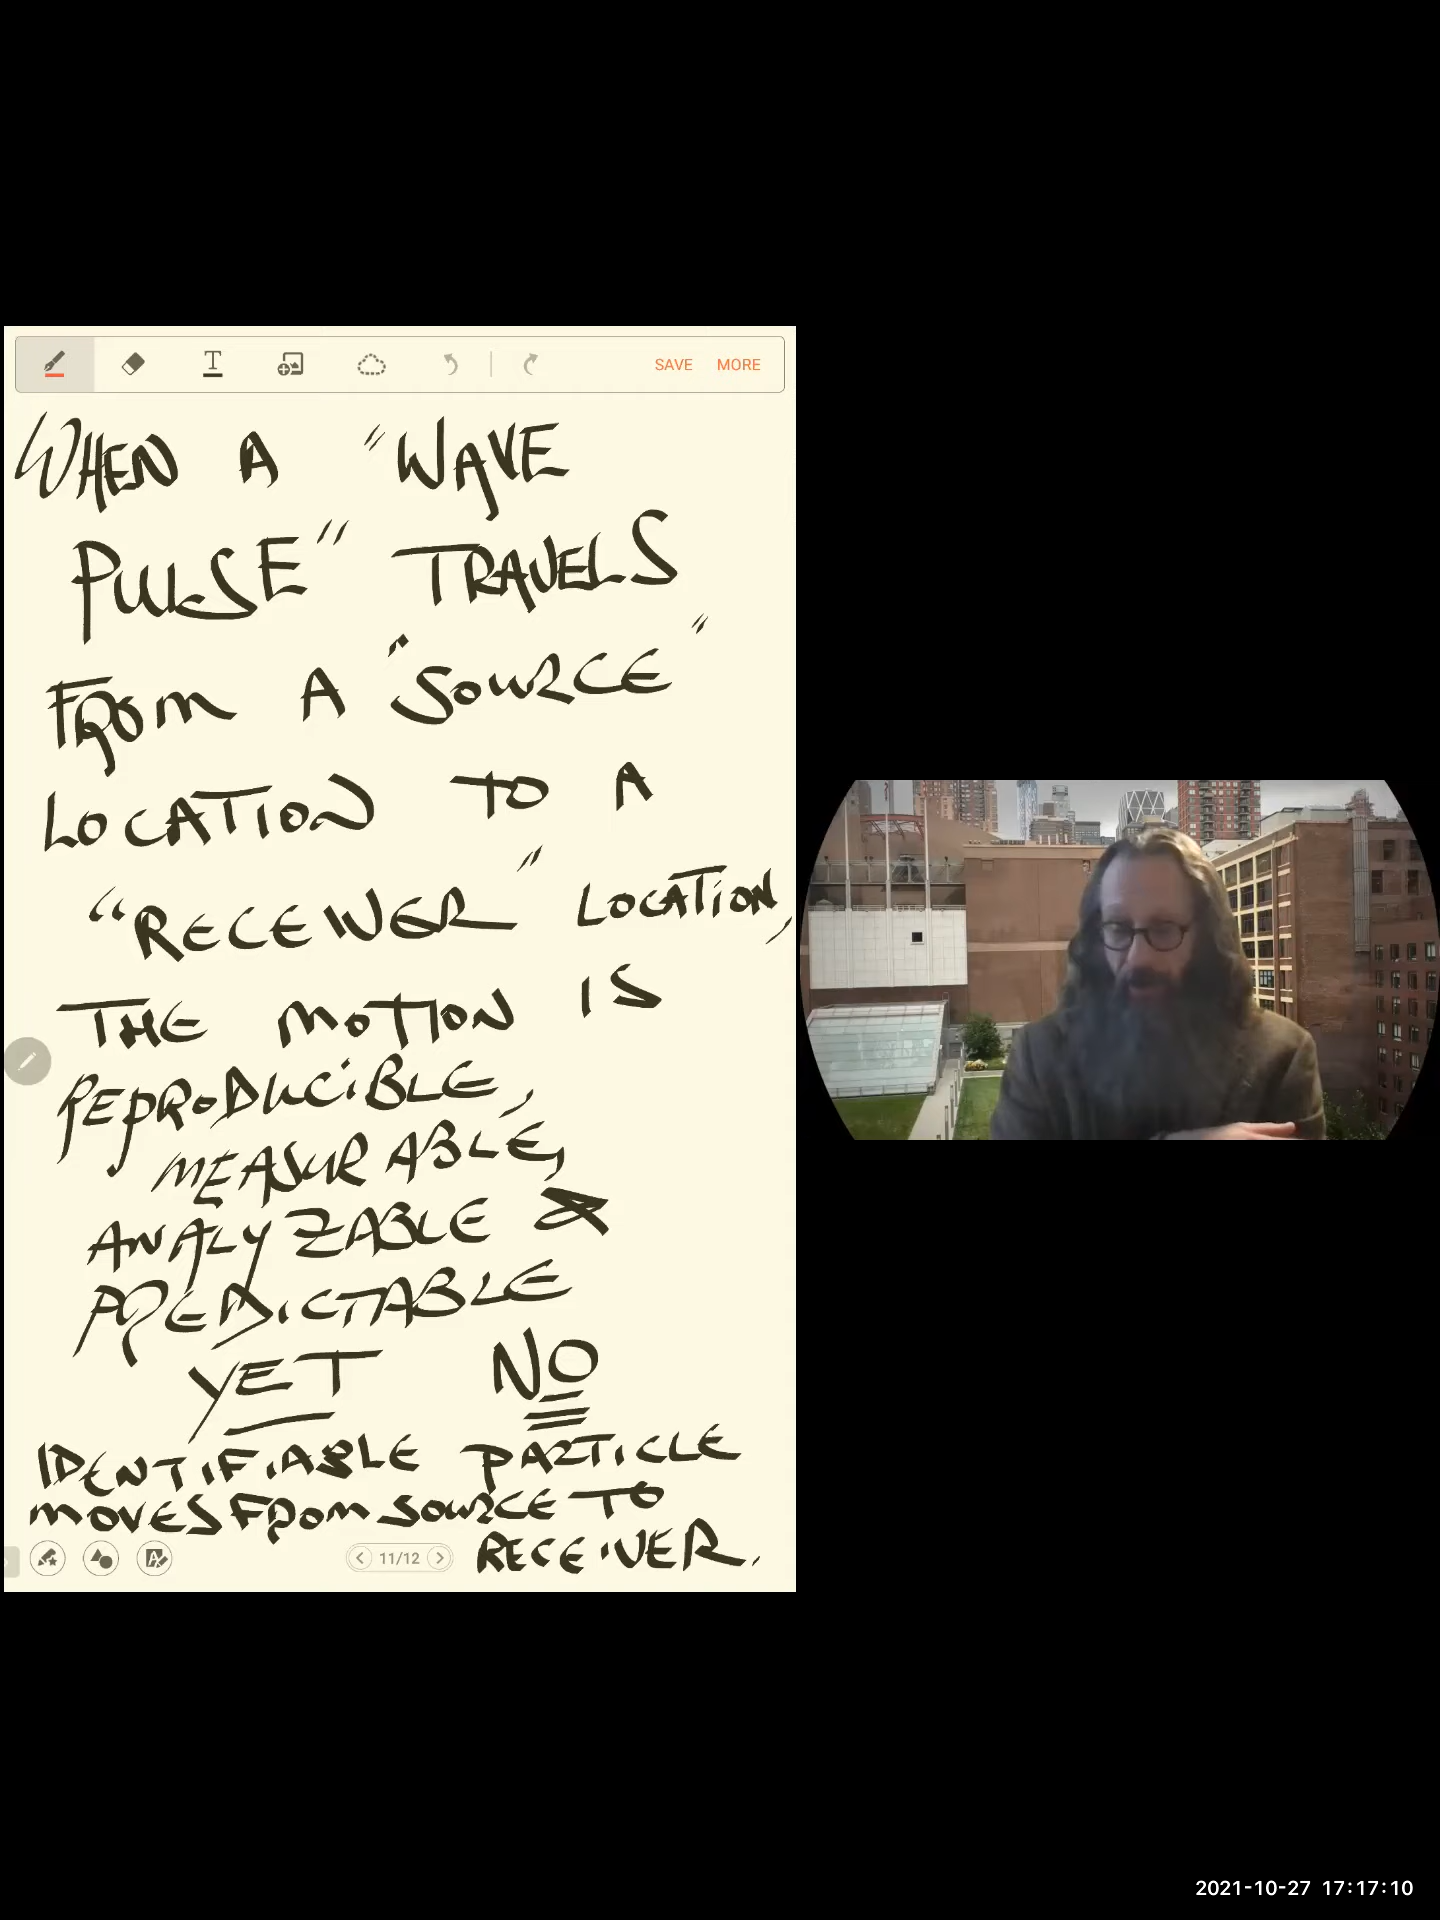 SAVE MORE
WHEN A "WAVE
PULSE" TRAVELS
FROM A "SOURCE"
LOCATION TO A
"RECEIVER" LOCATION,
THE MOTION IS
REPRODUCIBLE,
MEASURABLE,
ANALYZABLE &
PREDICTABLE
YET NO
IDENTIFIABLE PARTICLE
MOVES FROM SOURCE TO
RECEIVER.
11/12
2021-10-27 17:17:10